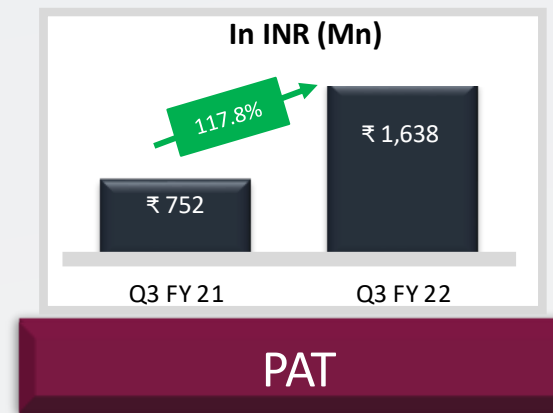 In INR (Mn)
117.8%
₹ 1,638
₹ 752
Q3 FY 21
Q3 FY 22
PAT